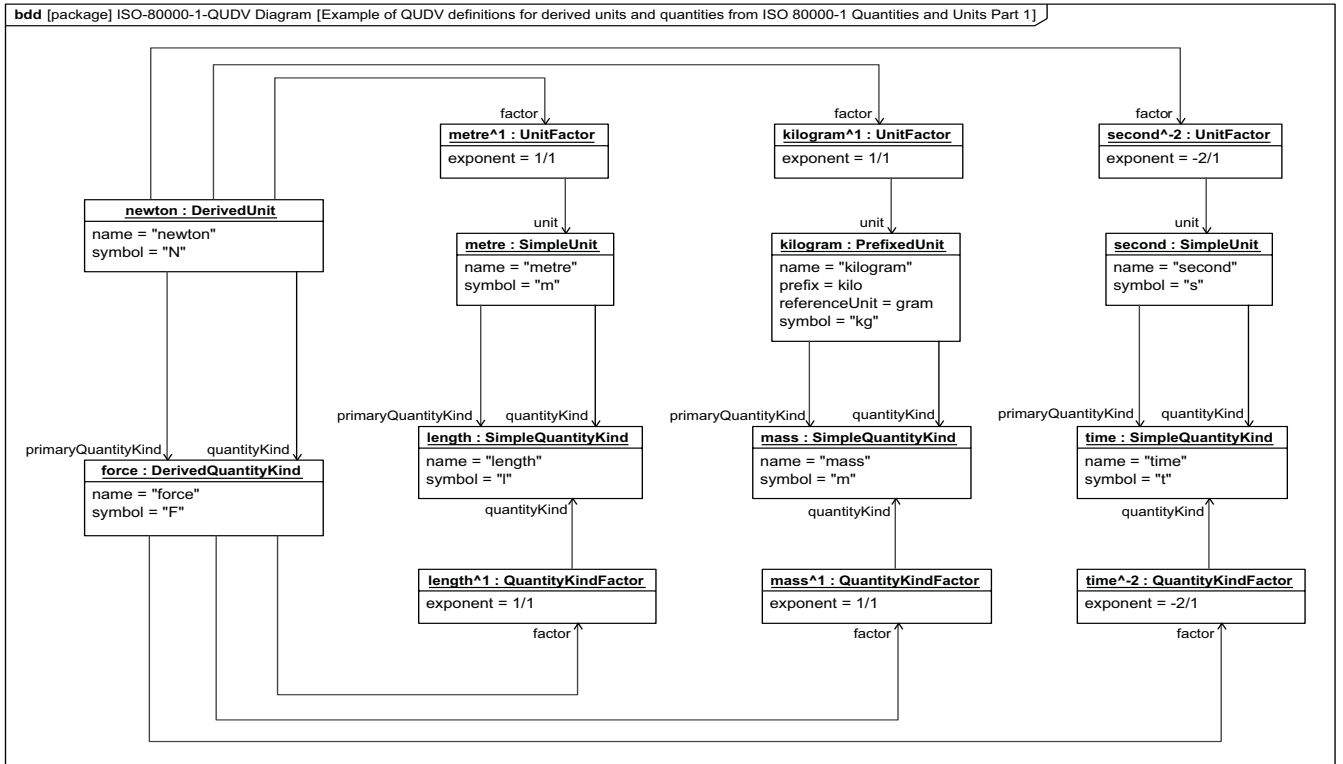 bdd [package] ISO-80000-1-QUDV Diagram [Example of QUDV definitions for derived units and quantities from ISO 80000-1 Quantities and Units Part 1]
factor
metre^1 : UnitFactor
exponent = 1/1
factor
kilogram^1 : UnitFactor
exponent = 1/1
factor
second^-2 : UnitFactor
exponent = -2/1
newton : DerivedUnit
name = "newton"
symbol = "N"
unit
metre : SimpleUnit
name = "metre"
symbol = "m"
unit
kilogram : PrefixedUnit
name = "kilogram"
prefix = kilo
referenceUnit = gram
symbol = "kg"
unit
second : SimpleUnit
name = "second"
symbol = "s"
primaryQuantityKind
quantityKind
force : DerivedQuantityKind
name = "force"
symbol = "F"
primaryQuantityKind
quantityKind
length : SimpleQuantityKind
name = "length"
symbol = "l"
quantityKind
primaryQuantityKind
quantityKind
mass : SimpleQuantityKind
name = "mass"
symbol = "m"
quantityKind
primaryQuantityKind
quantityKind
time : SimpleQuantityKind
name = "time"
symbol = "t"
quantityKind
length^1 : QuantityKindFactor
exponent = 1/1
factor
mass^1 : QuantityKindFactor
exponent = 1/1
factor
time^-2 : QuantityKindFactor
exponent = -2/1
factor